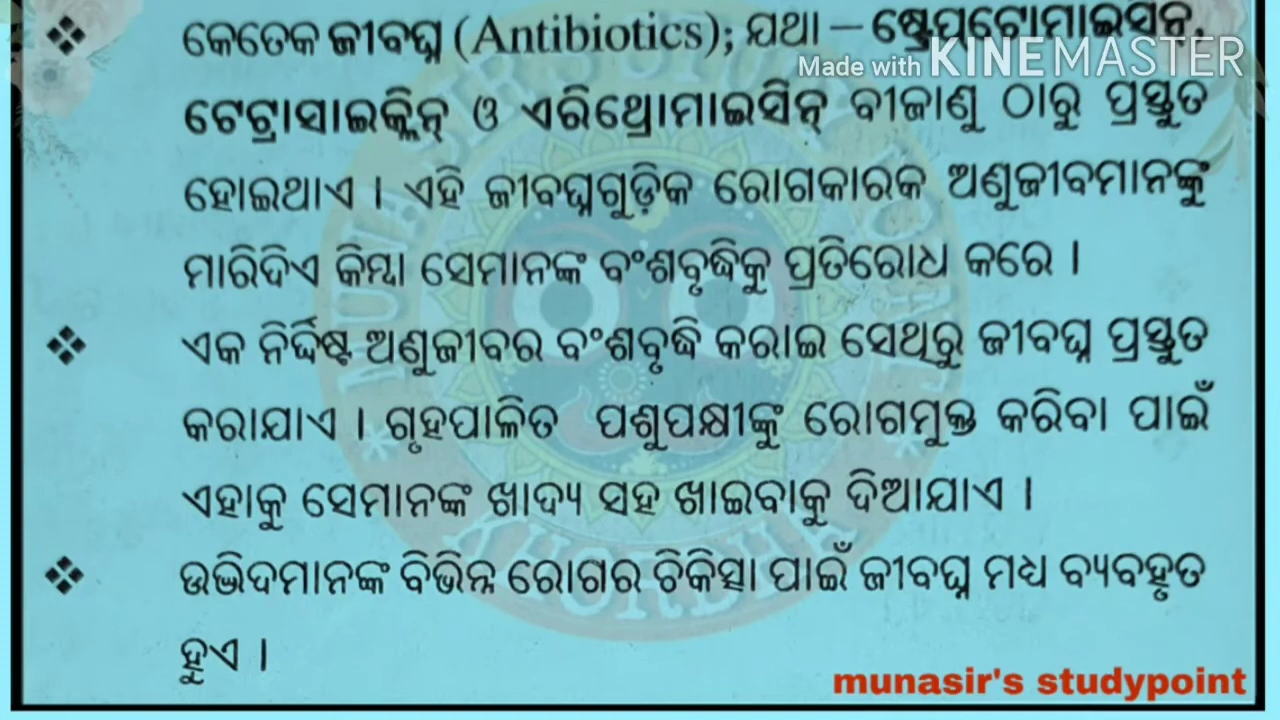 ❖ କେତେକ ଜୀବଘ୍ନ (Antibiotics); ଯଥା – ଷ୍ଟ୍ରେପଟୋମାଇସିନ୍,
Made with KINEMASTER
ଟେଟ୍ରାସାଇକ୍ଲିନ୍ ଓ ଏରିଥ୍ରୋମାଇସିନ୍ ବୀଜାଣୁ ଠାରୁ ପ୍ରସ୍ତୁତ
ହୋଇଥାଏ । ଏହି ଜୀବଘ୍ନଗୁଡ଼ିକ ରୋଗକାରକ ଅଣୁଜୀବମାନଙ୍କୁ
ମାରିଦିଏ କିମ୍ବା ସେମାନଙ୍କ ବଂଶବୃଦ୍ଧିକୁ ପ୍ରତିରୋଧ କରେ ।
❖ ଏକ ନିର୍ଦ୍ଦିଷ୍ଟ ଅଣୁଜୀବର ବଂଶବୃଦ୍ଧି କରାଇ ସେଥିରୁ ଜୀବଘ୍ନ ପ୍ରସ୍ତୁତ
କରାଯାଏ । ଗୃହପାଳିତ ପଶୁପକ୍ଷୀଙ୍କୁ ରୋଗମୁକ୍ତ କରିବା ପାଇଁ
ଏହାକୁ ସେମାନଙ୍କ ଖାଦ୍ୟ ସହ ଖାଇବାକୁ ଦିଆଯାଏ ।
❖ ଉଦ୍ଭିଦମାନଙ୍କ ବିଭିନ୍ନ ରୋଗର ଚିକିତ୍ସା ପାଇଁ ଜୀବଘ୍ନ ମଧ୍ୟ ବ୍ୟବହୃତ
ହୁଏ ।
KHORDHA
munasir's studypoint